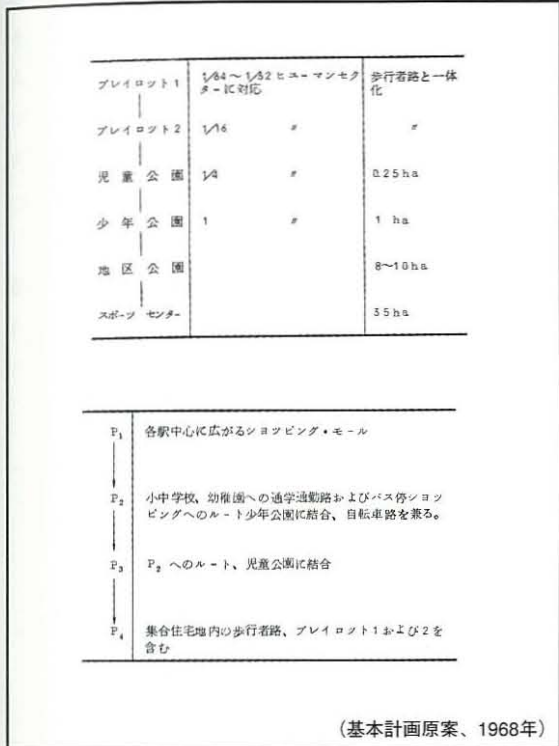 プレイロット1 1/64～1/32ヒユーマンセク 歩行者路と一体
ターに対応 化
プレイロット2 1/16 〃 〃
児童公園 1/4 〃 0.25ha
少年公園 1 〃 1 ha
地区公園 8～10ha
スポーツ センター 35ha
P₁ 各駅中心に広がるショツピング・モール
P₂ 小中学校、幼稚園への通学通勤路およびバス停ショツ
ピングへのルート少年公園に結合、自転車路を兼る。
P₃ P₂ へのルート、児童公園に結合
P₄ 集合住宅地内の歩行者路、プレイロット1および2を
含む
(基本計画原案、1968年)